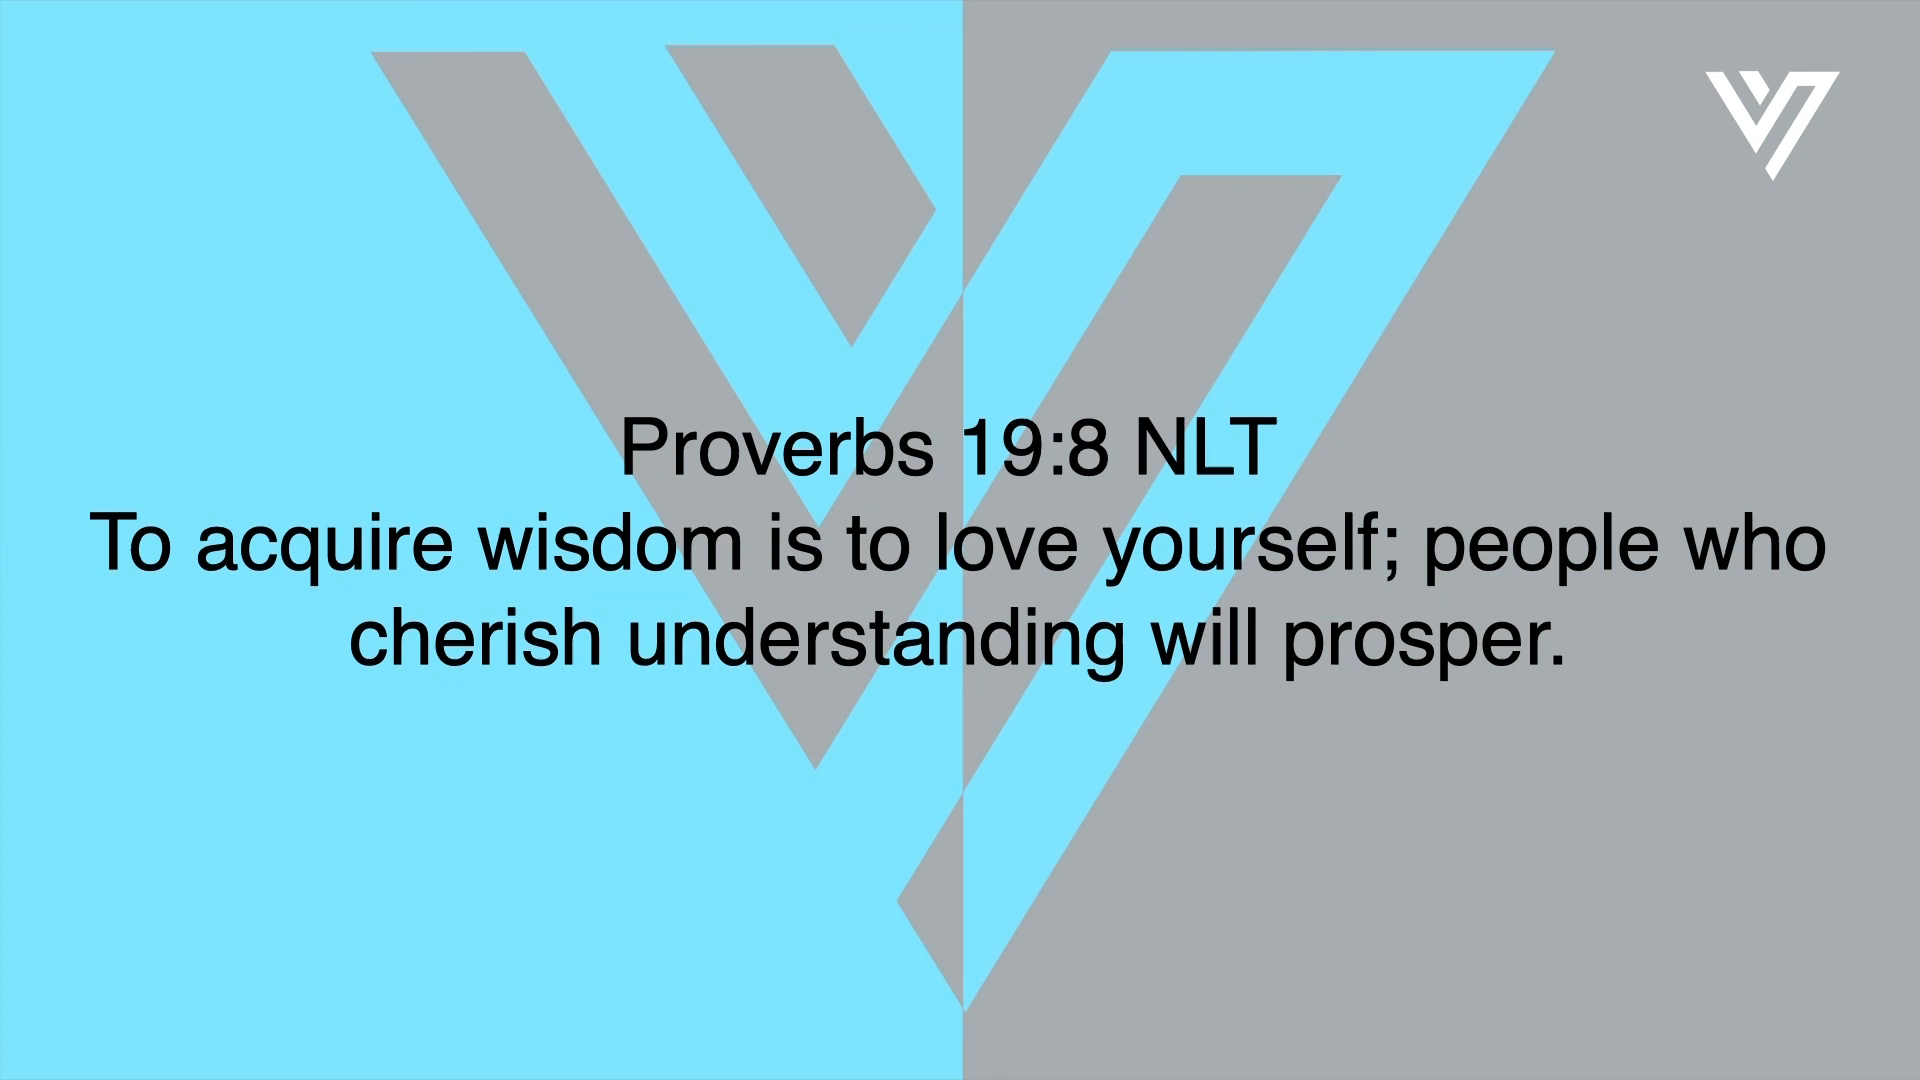 Proverbs 19:8 NLT
To acquire wisdom is to love yourself; people who
cherish understanding will prosper.